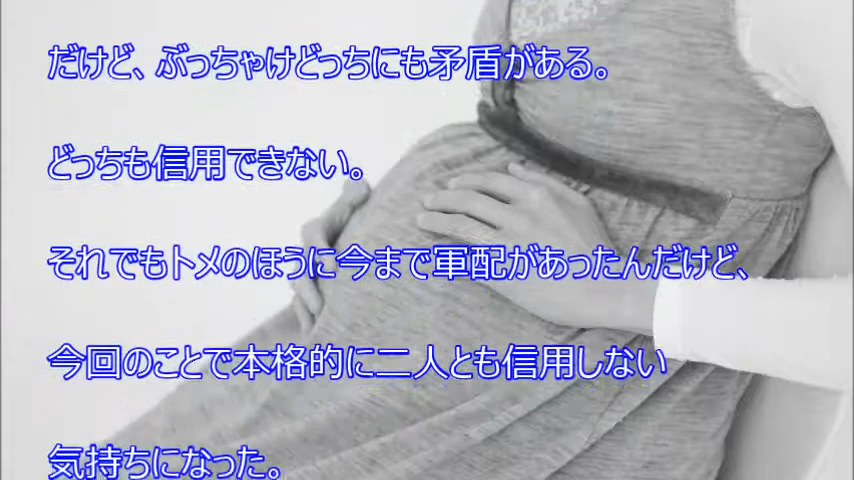 だけど、ぶっちゃけどっちにも矛盾がある。
どっちも信用できない。
それでもトメのほうに今まで軍配があったんだけど、
今回のことで本格的に二人とも信用しない
気持ちになった。